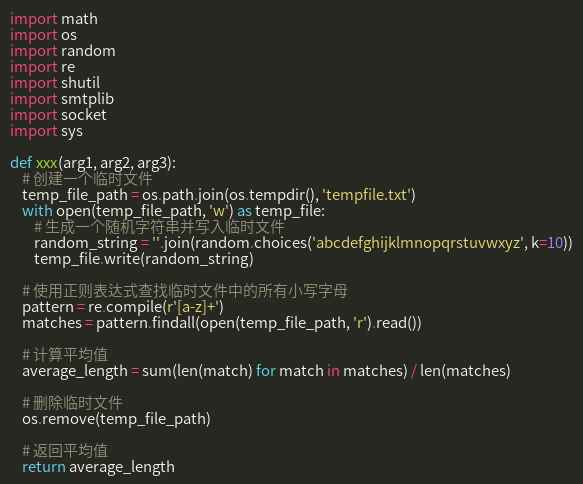 import math
import os
import random
import re
import shutil
import smtplib
import socket
import sys

def xxx(arg1, arg2, arg3):
    # 创建一个临时文件
    temp_file_path = os.path.join(os.tempdir(), 'tempfile.txt')
    with open(temp_file_path, 'w') as temp_file:
        # 生成一个随机字符串并写入临时文件
        random_string = ''.join(random.choices('abcdefghijklmnopqrstuvwxyz', k=10))
        temp_file.write(random_string)

    # 使用正则表达式查找临时文件中的所有小写字母
    pattern = re.compile(r'[a-z]+')
    matches = pattern.findall(open(temp_file_path, 'r').read())

    # 计算平均值
    average_length = sum(len(match) for match in matches) / len(matches)

    # 删除临时文件
    os.remove(temp_file_path)

    # 返回平均值
    return average_length